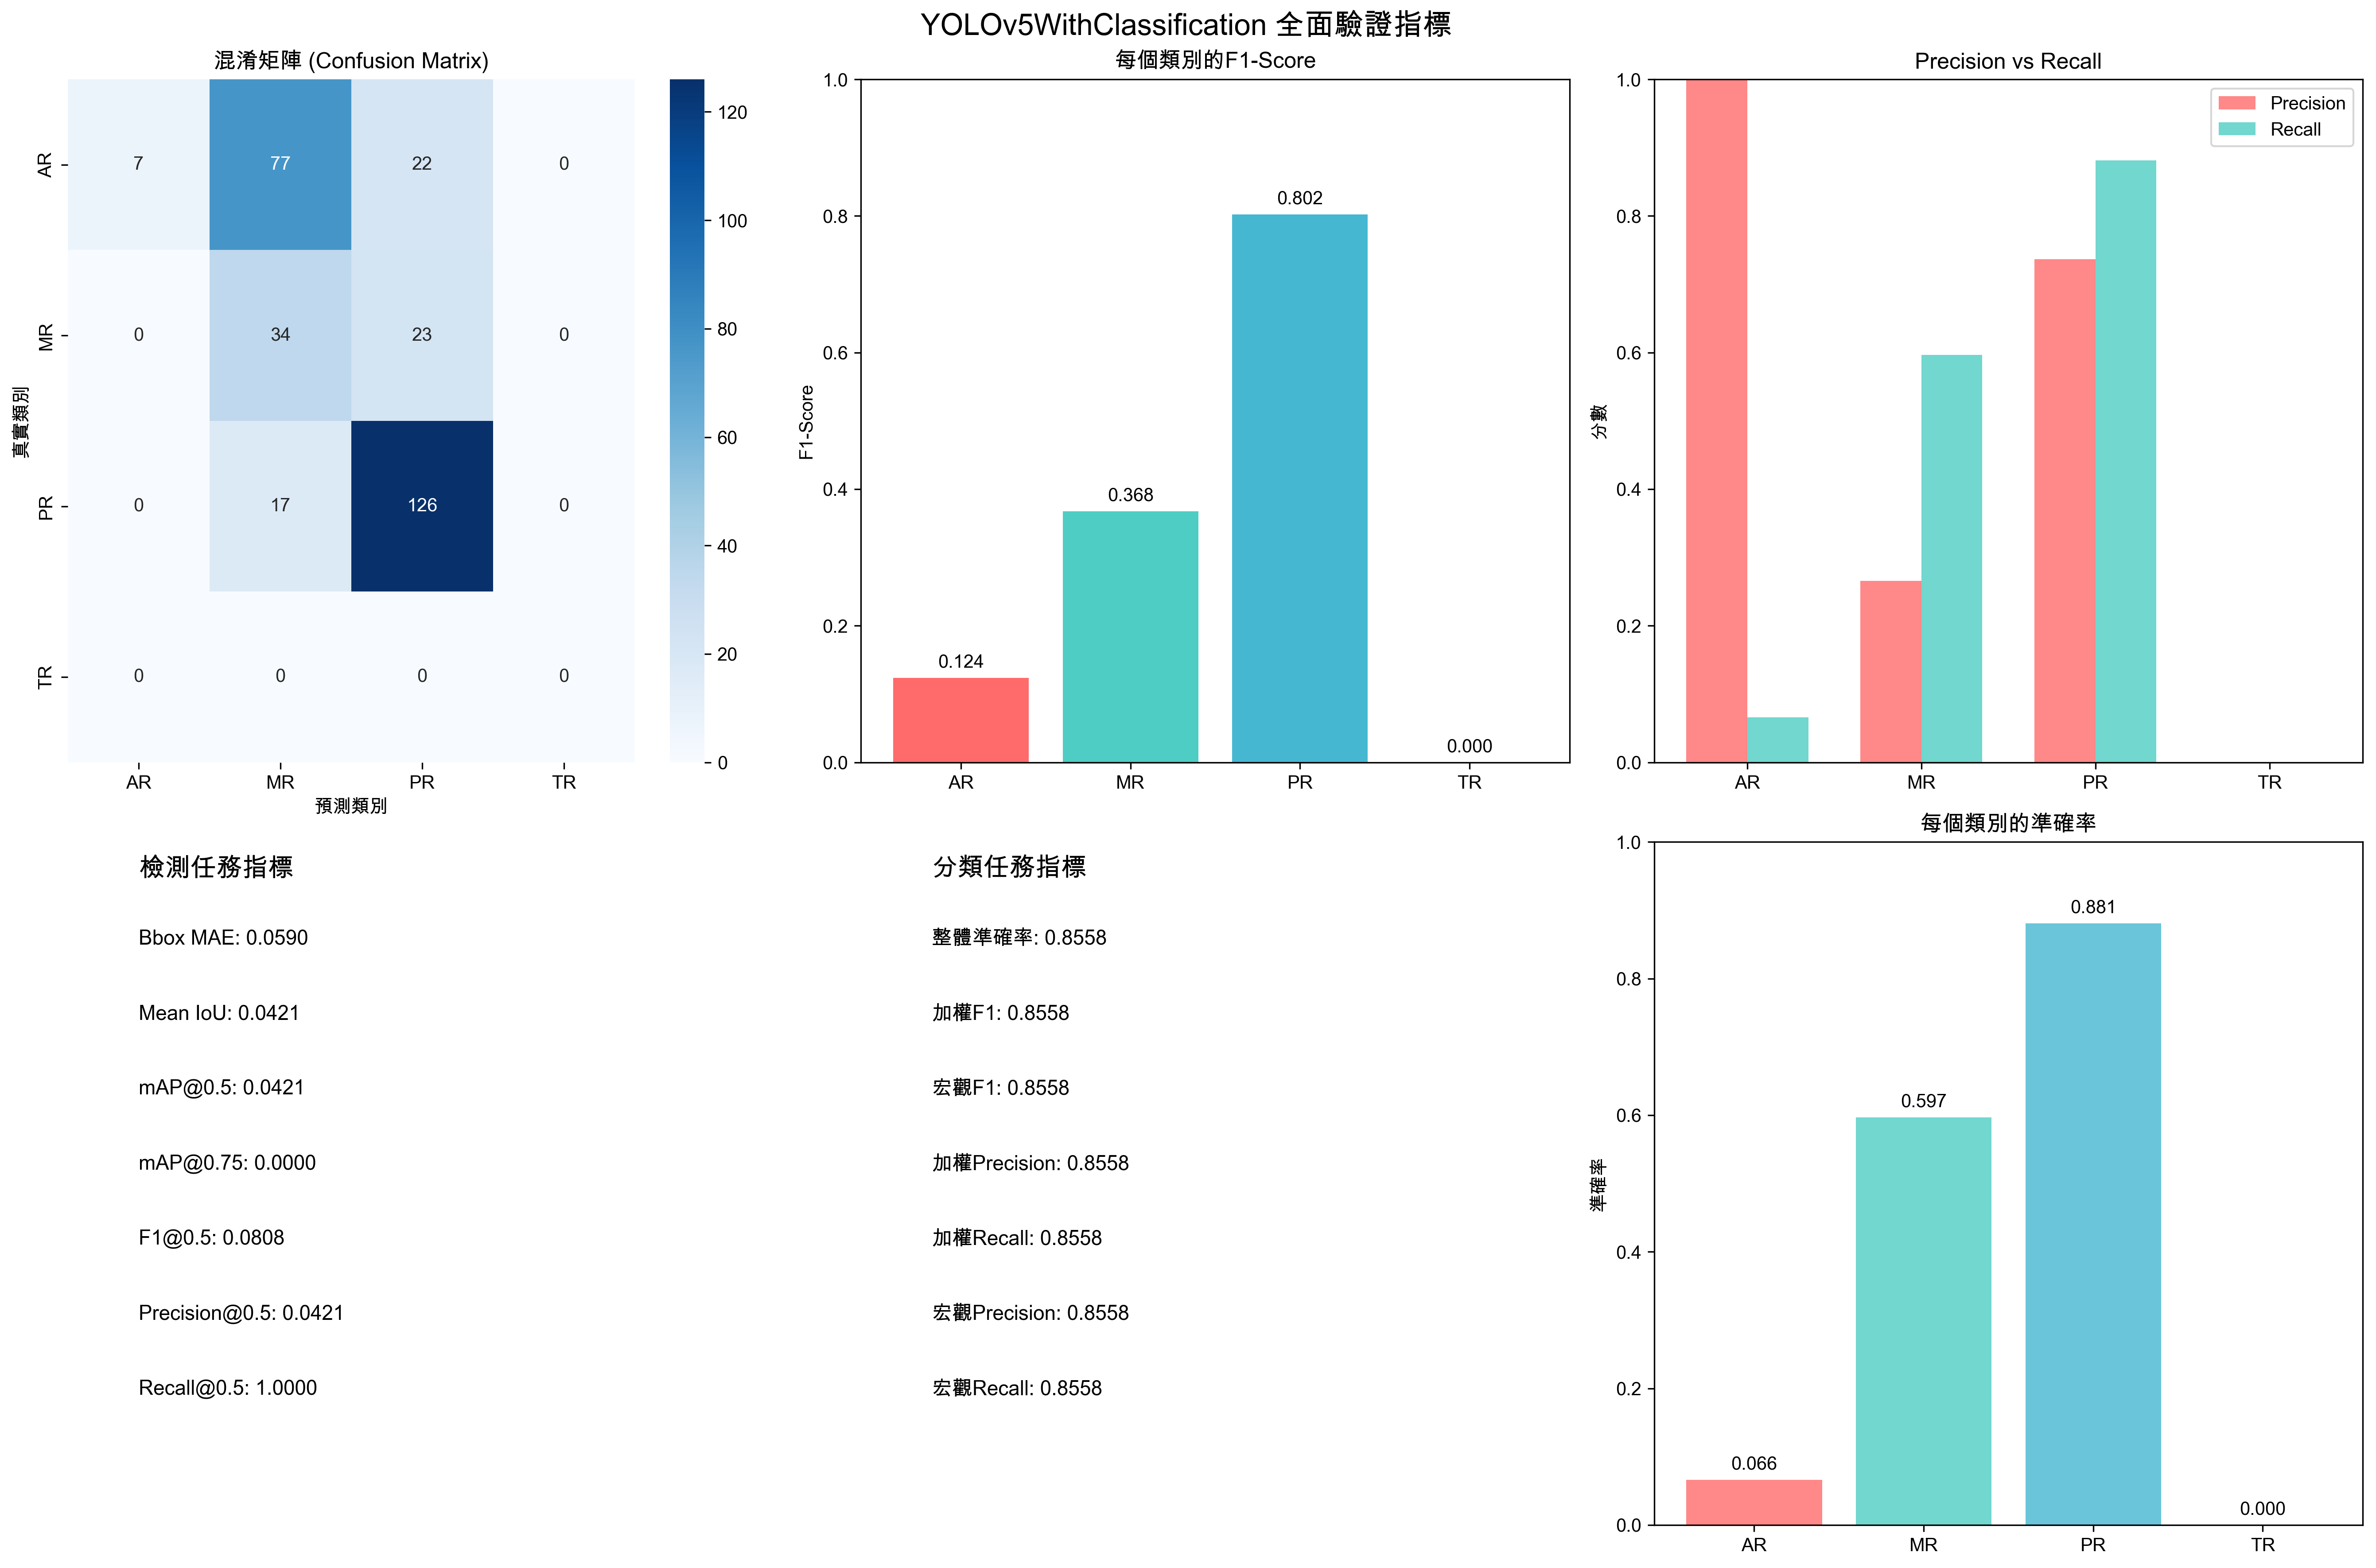 YOLOv5WithClassification 全面驗證指標
混淆矩陣 (Confusion Matrix)
真實類別
AR
MR
PR
TR
7 77 22 0
0 34 23 0
0 17 126 0
0 0 0 0
AR MR PR TR
預測類別
120
100
80
60
40
20
0
每個類別的F1-Score
F1-Score
1.0
0.8
0.6
0.4
0.2
0.0
0.124
0.368
0.802
0.000
AR MR PR TR
Precision vs Recall
分數
1.0
0.8
0.6
0.4
0.2
0.0
Precision
Recall
AR MR PR TR
檢測任務指標
Bbox MAE: 0.0590
Mean IoU: 0.0421
mAP@0.5: 0.0421
mAP@0.75: 0.0000
F1@0.5: 0.0808
Precision@0.5: 0.0421
Recall@0.5: 1.0000
分類任務指標
整體準確率: 0.8558
加權F1: 0.8558
宏觀F1: 0.8558
加權Precision: 0.8558
加權Recall: 0.8558
宏觀Precision: 0.8558
宏觀Recall: 0.8558
每個類別的準確率
準確率
1.0
0.8
0.6
0.4
0.2
0.0
0.066
0.597
0.881
0.000
AR MR PR TR